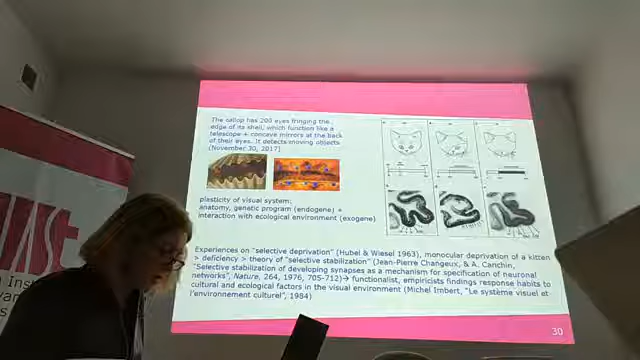 The oallop has 200 eyes fringing the
edge of its shell, which function like a
telescope + concave mirrors at the back
of their eyes. It detects moving objects
(November 30, 2017)
plasticity of visual system:
anatomy, genetic program (endogene) +
interaction with ecological environment (exogene)
Experiences on "selective deprivation" (Hubel & Wiesel 1963), monocular deprivation of a kitten
> deficiency > theory of "selective stabilization" (Jean-Pierre Changeux, & A. Danchin,
"Selective stabilization of developing synapses as a mechanism for specification of neuronal
networks", Nature, 264, 1976, 705-712)→ functionalist, empiricists findings response habits to
cultural and ecological factors in the visual environment (Michel Imbert, "Le système visuel et
l'environnement culturel", 1984)
30